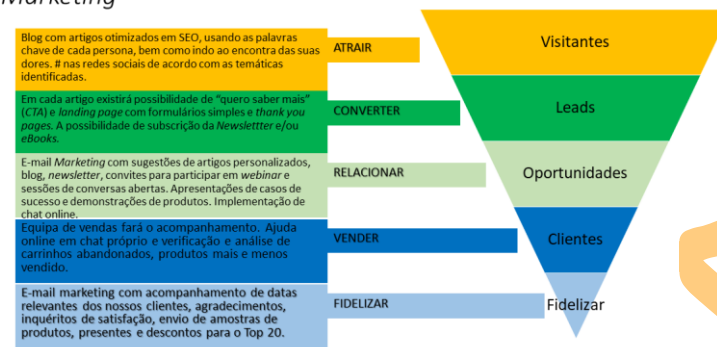 Marketing
Blog com artigos otimizados em SEO, usando as palavras
chave de cada persona, bem como indo ao encontra das suas
dores. # nas redes sociais de acordo com as temáticas
identificadas.
ATRAIR
Visitantes
Em cada artigo existirá possibilidade de “quero saber mais”
(CTA) e landing page com formulários simples e thank you
pages. A possibilidade de subscrição da Newslettter e/ou
eBooks.
CONVERTER
Leads
E-mail Marketing com sugestões de artigos personalizados,
blog, newsletter, convites para participar em webinar e
sessões de conversas abertas. Apresentações de casos de
sucesso e demonstrações de produtos. Implementação de
chat online.
RELACIONAR
Oportunidades
Equipa de vendas fará o acompanhamento. Ajuda
online em chat próprio e verificação e análise de
carrinhos abandonados, produtos mais e menos
vendido.
VENDER
Clientes
E-mail marketing com acompanhamento de datas
relevantes dos nossos clientes, agradecimentos,
inquéritos de satisfação, envio de amostras de
produtos, presentes e descontos para o Top 20.
FIDELIZAR
Fidelizar